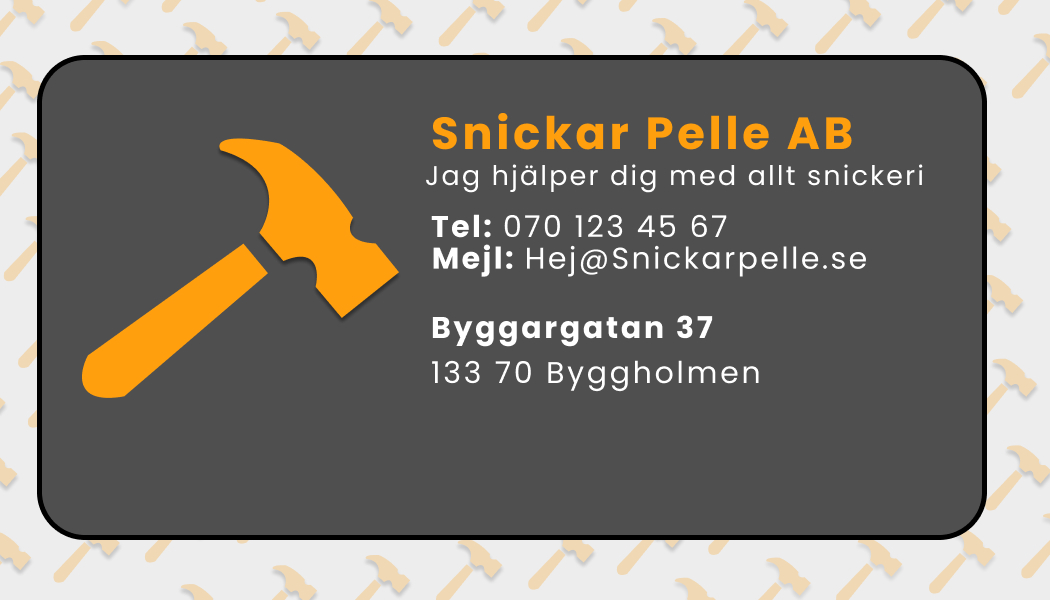 Snickar Pelle AB
Jag hjälper dig med allt snickeri
Tel: 070 123 45 67
Mejl: Hej@Snickarpelle.se
Byggargatan 37
133 70 Byggholmen